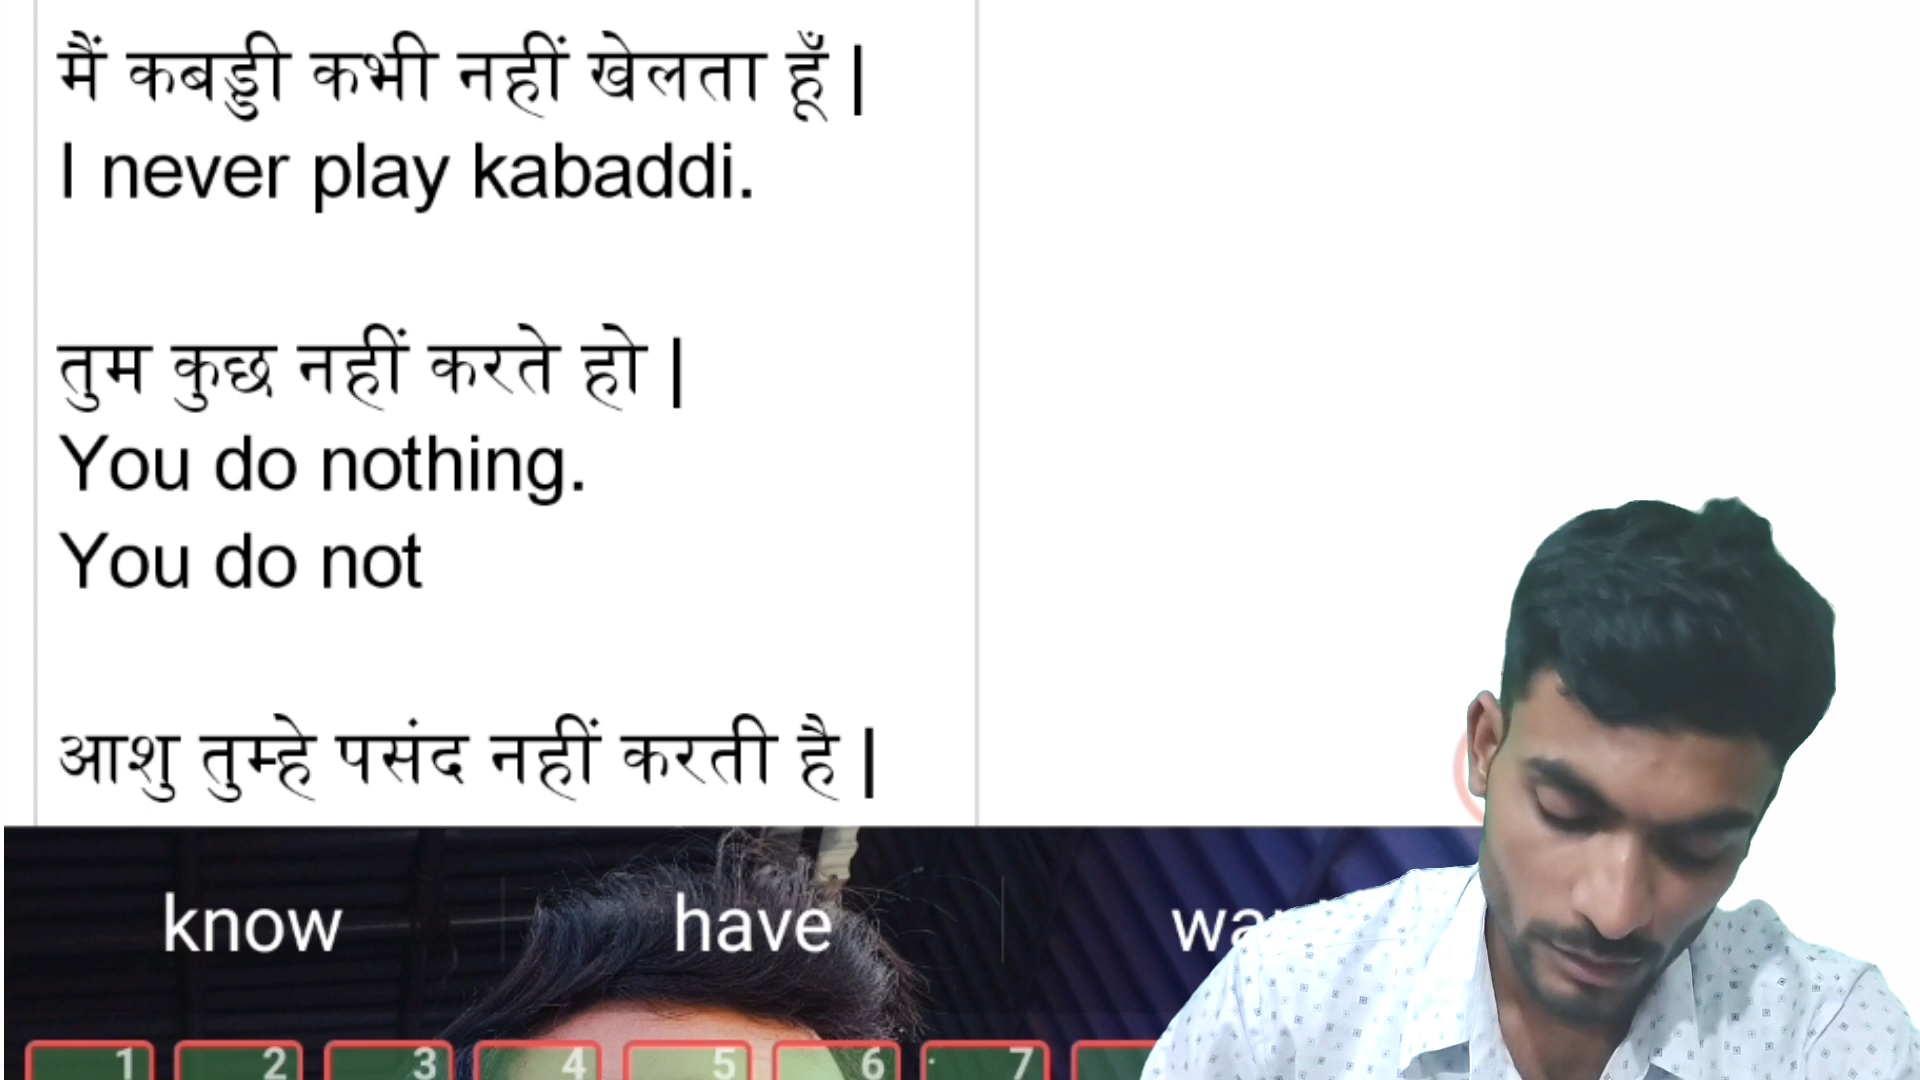 मैं कबड्डी कभी नहीं खेलता हूँ |
I never play kabaddi.
तुम कुछ नहीं करते हो |
You do nothing.
You do not
आशु तुम्हे पसंद नहीं करती है |
know have
1 2 3 4 5 6 7